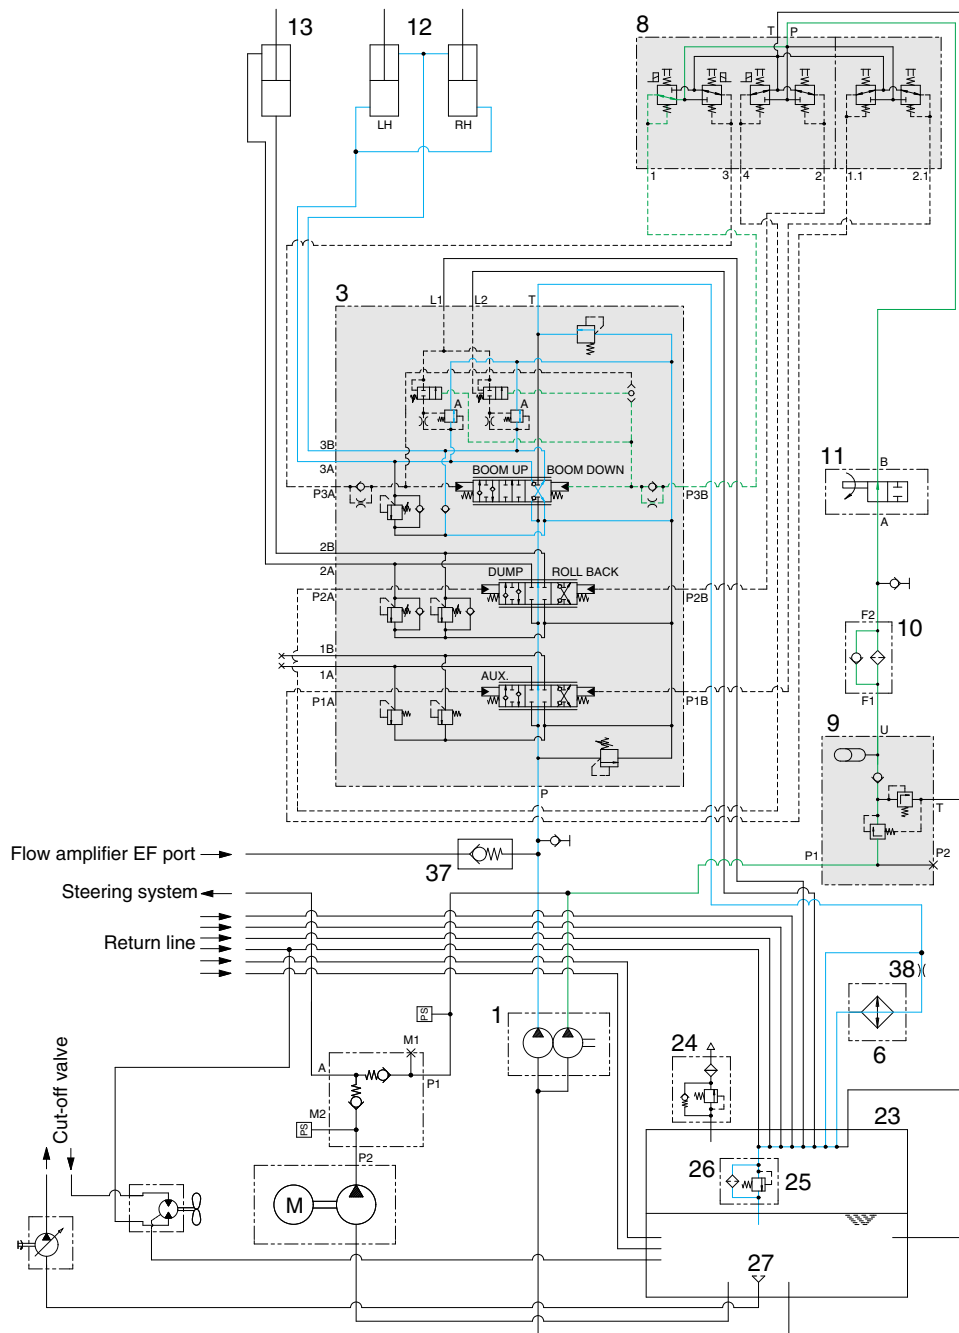 13
12
8
T P
LH
RH
1
3
4
2
1.1
2.1
3
L1
L2
T
A
A
11
B
A
3B
3A
P3A
BOOM UP
BOOM DOWN
P3B
2B
2A
P2A
DUMP
ROLL BACK
P2B
F2
10
F1
1B
1A
P1A
AUX.
P1B
9
U
T
P
P1
P2
Flow amplifier EF port
37
Steering system
Return line
38
PS
1
M1
A
P1
24
6
M2
PS
P2
23
Cut-off valve
26
25
M
27